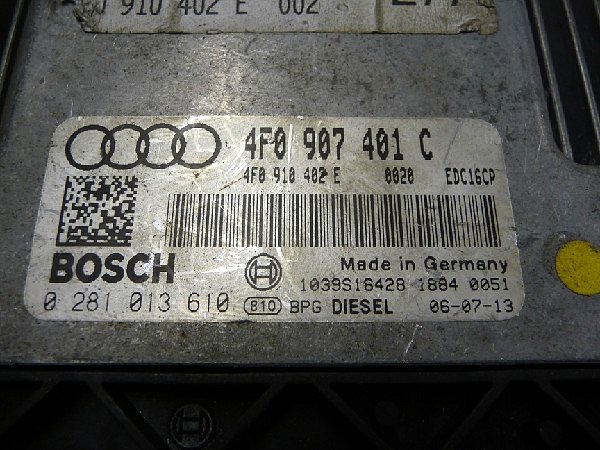 910 402 E 002
4F0 907 401 C
4F0 910 402 E 0020 EDC16CP
BOSCH
Made in Germany
1039S16428 1884 0051
0 281 013 610 B10 BPG DIESEL 06-07-13